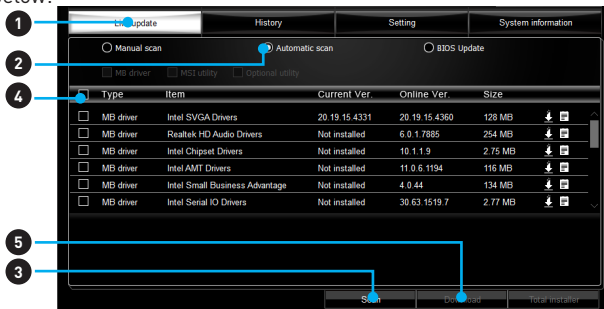 below:
1 Live update History Setting System information
2 Manual scan Automatic scan BIOS Update
MB driver MSI utility Optional utility
4 Type Item Current Ver. Online Ver. Size
MB driver Intel SVGA Drivers 20.19.15.4331 20.19.15.4360 128 MB
MB driver Realtek HD Audio Drivers Not installed 6.0.1.7885 254 MB
MB driver Intel Chipset Drivers Not installed 10.1.1.9 2.75 MB
MB driver Intel AMT Drivers Not installed 11.0.6.1194 116 MB
MB driver Intel Small Business Advantage Not installed 4.0.44 134 MB
MB driver Intel Serial IO Drivers Not installed 30.63.1519.7 2.77 MB
5
3 Scan Download Total installer